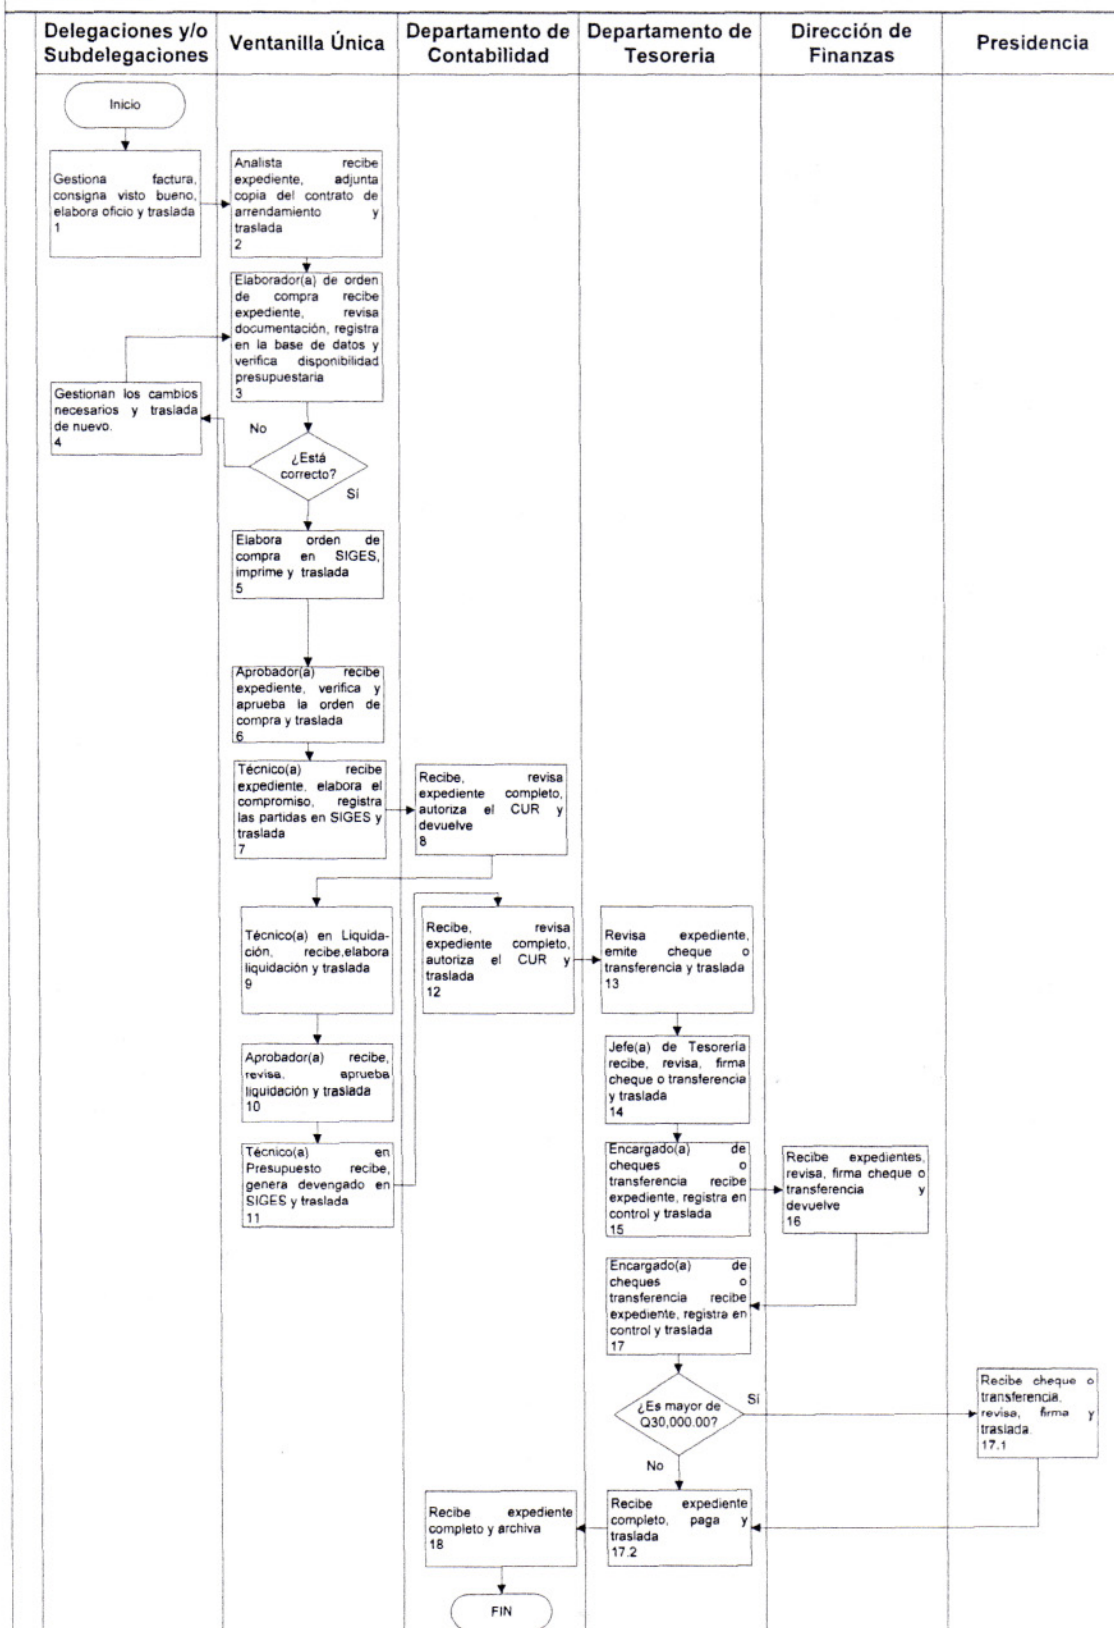 Delegaciones y/o
Subdelegaciones
Ventanilla Única
Departamento de
Contabilidad
Departamento de
Tesoreria
Dirección de
Finanzas
Presidencia
Inicio
Gestiona factura,
consigna visto bueno,
elabora oficio y traslada
1
Analista recibe
expediente, adjunta
copia del contrato de
arrendamiento y
traslada
2
Elaborador(a) de orden
de compra recibe
expediente, revisa
documentación, registra
en la base de datos y
verifica disponibilidad
presupuestaria
3
Gestionan los cambios
necesarios y traslada
de nuevo.
4
No
¿Está
correcto?
Sí
Elabora orden de
compra en SIGES,
imprime y traslada
5
Aprobador(a) recibe
expediente, verifica y
aprueba la orden de
compra y traslada
6
Técnico(a) recibe
expediente, elabora el
compromiso, registra
las partidas en SIGES y
traslada
7
Recibe, revisa
expediente completo,
autoriza el CUR y
devuelve
8
Técnico(a) en Liquida-
ción, recibe,elabora
liquidación y traslada
9
Aprobador(a) recibe,
revisa, aprueba
liquidación y traslada
10
Técnico(a) en
Presupuesto recibe,
genera devengado en
SIGES y traslada
11
Recibe, revisa
expediente completo,
autoriza el CUR y
traslada
12
Revisa expediente,
emite cheque o
transferencia y traslada
13
Jefe(a) de Tesorería
recibe, revisa, firma
cheque o transferencia
y traslada
14
Encargado(a) de
cheques o
transferencia recibe
expediente, registra en
control y traslada
15
Recibe expedientes,
revisa, firma cheque o
transferencia y
devuelve
16
Encargado(a) de
cheques o
transferencia recibe
expediente, registra en
control y traslada
17
¿Es mayor de
Q30,000.00?
Sí
No
Recibe cheque o
transferencia,
revisa, firma y
traslada.
17.1
Recibe expediente
completo, paga y
traslada
17.2
Recibe expediente
completo y archiva
18
FIN